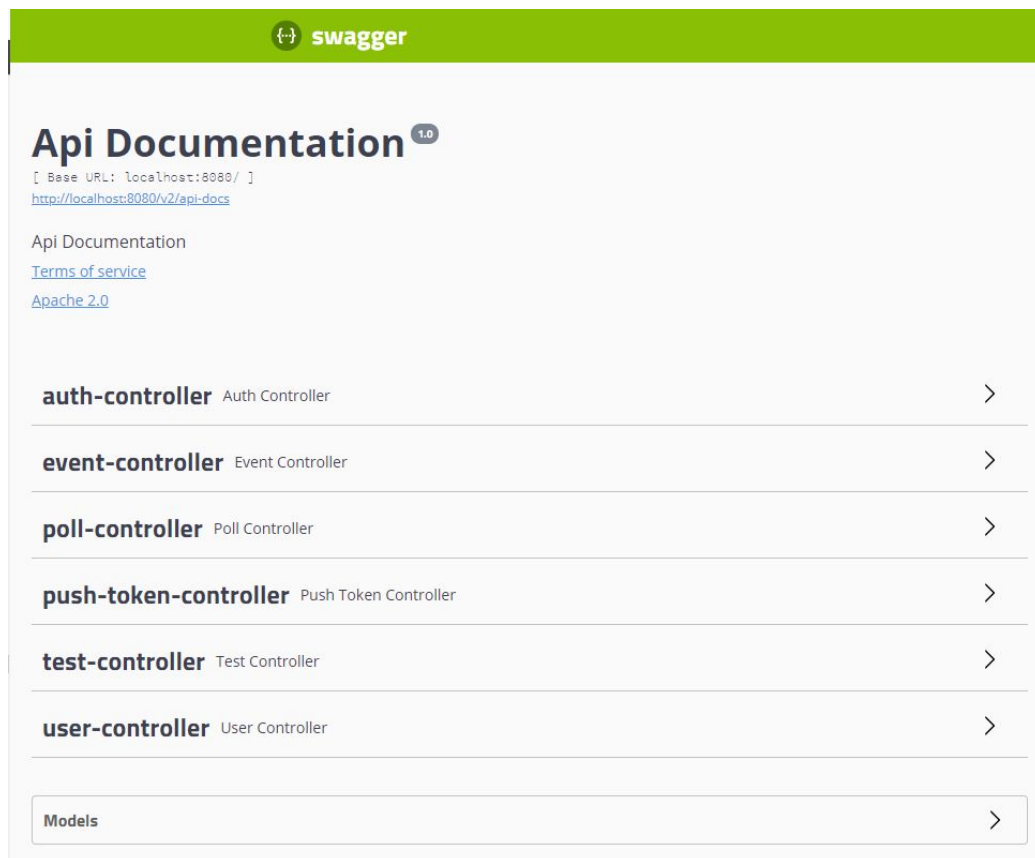 {··} swagger
Api Documentation 1.0
[ Base URL: localhost:8080/ ]
http://localhost:8080/v2/api-docs
Api Documentation
Terms of service
Apache 2.0
auth-controller Auth Controller
event-controller Event Controller
poll-controller Poll Controller
push-token-controller Push Token Controller
test-controller Test Controller
user-controller User Controller
Models